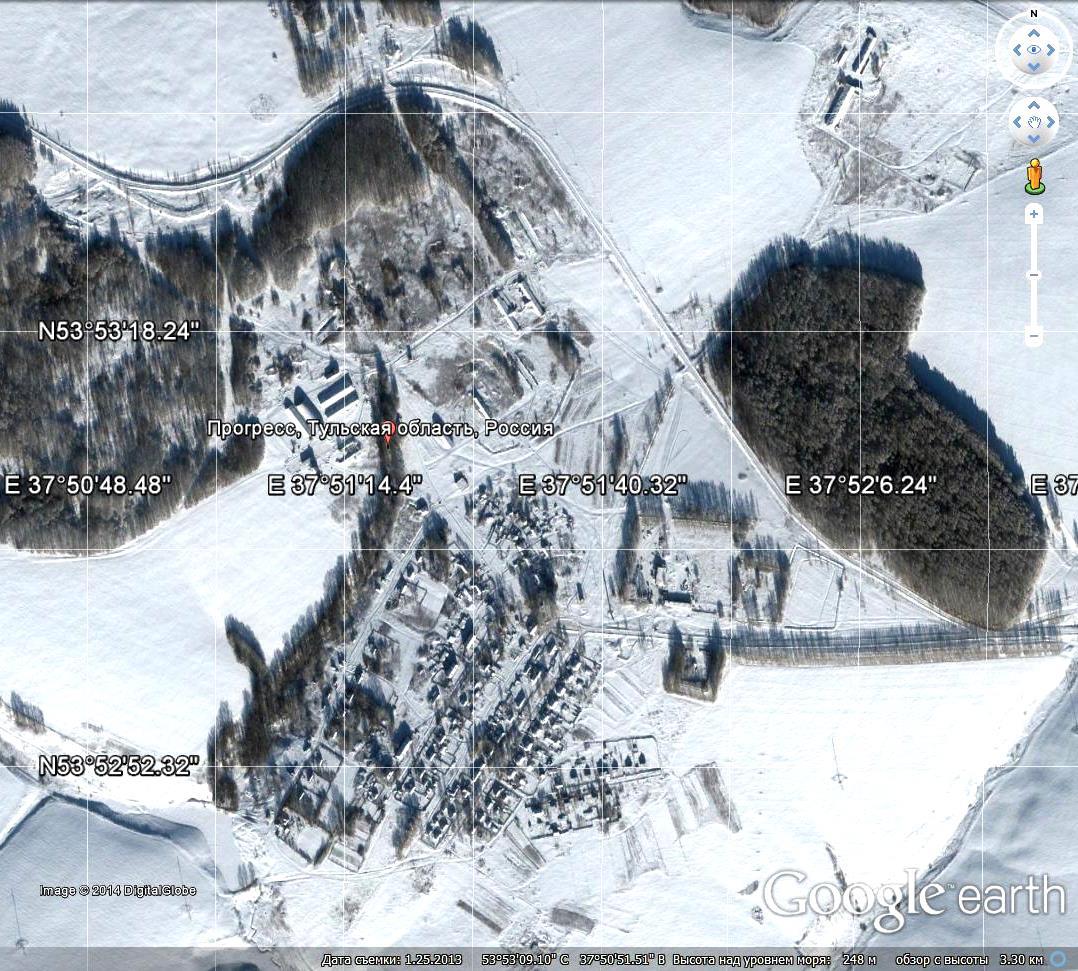 N
N53°53'18.24"
Прогресс, Тульская область, Россия
E 37°50'48.48"
E 37°51'14.4"
E 37°51'40.32"
E 37°52'6.24"
E 37
N53°52'52.32"
Image © 2014 DigitalGlobe
Google™ earth
Дата съемки: 1.25.2013 53°53'09.10" С 37°50'51.51" В Высота над уровнем моря: 248 м обзор с высоты 3.30 км